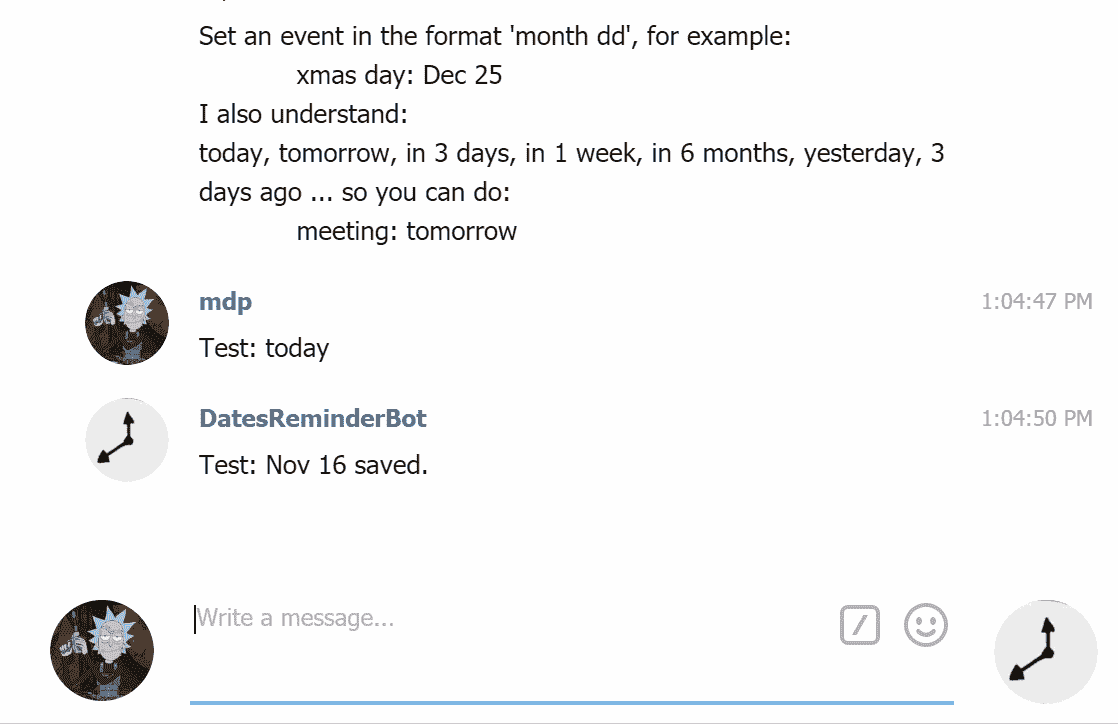 Set an event in the format 'month dd', for example:
xmas day: Dec 25
I also understand:
today, tomorrow, in 3 days, in 1 week, in 6 months, yesterday, 3
days ago ... so you can do:
meeting: tomorrow
mdp 1:04:47 PM
Test: today
DatesReminderBot 1:04:50 PM
Test: Nov 16 saved.
Write a message...